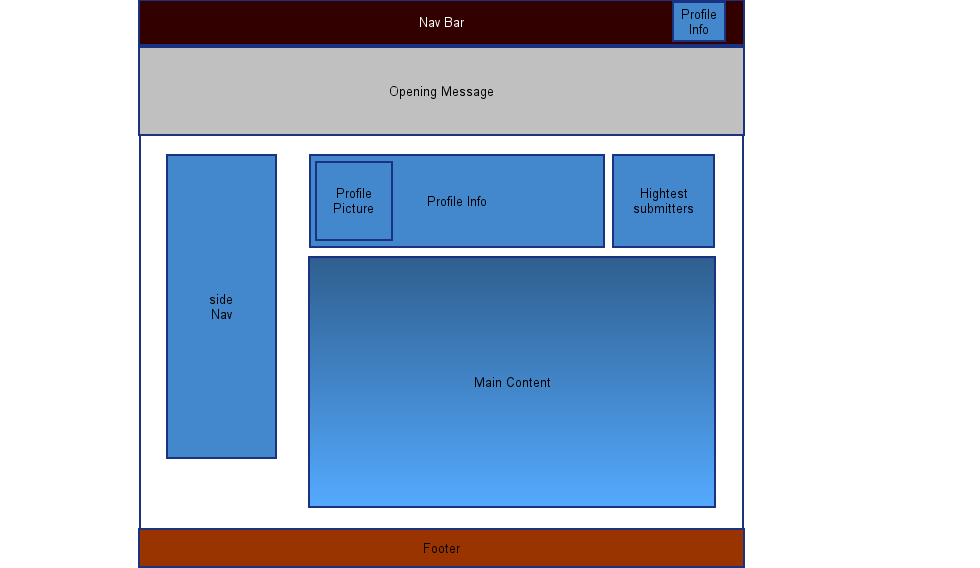 Nav Bar
Profile
Info
Opening Message
Profile
Picture
Profile Info
Hightest
submitters
side
Nav
Main Content
Footer